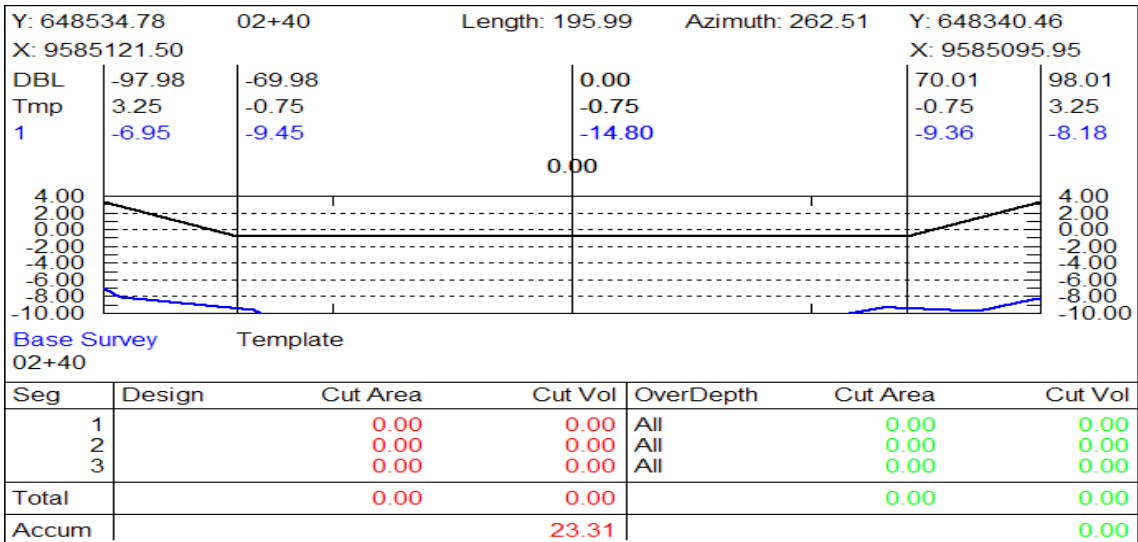 Y: 648534.78 02+40 Length: 195.99 Azimuth: 262.51 Y: 648340.46
X: 9585121.50 X: 9585095.95
DBL -97.98 -69.98 0.00 70.01 98.01
Tmp 3.25 -0.75 -0.75 -0.75 3.25
1 -6.95 -9.45 -14.80 -9.36 -8.18
0.00
4.00 4.00
2.00 2.00
0.00 0.00
-2.00 -2.00
-4.00 -4.00
-6.00 -6.00
-8.00 -8.00
-10.00 -10.00
Base Survey Template
02+40
Seg Design Cut Area Cut Vol OverDepth Cut Area Cut Vol
1 0.00 0.00 All 0.00 0.00
2 0.00 0.00 All 0.00 0.00
3 0.00 0.00 All 0.00 0.00
Total 0.00 0.00 0.00 0.00
Accum 23.31 0.00